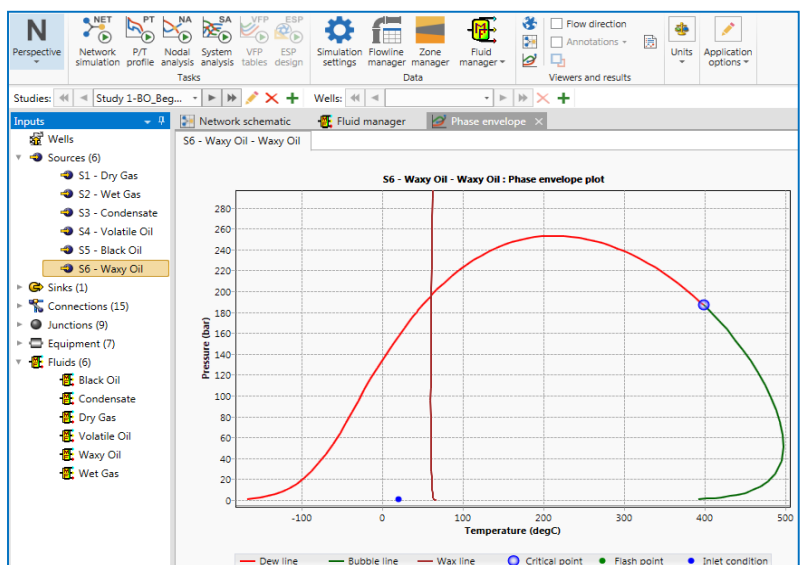 N NET PT NA SA VFP ESP
Perspective
Network simulation
P/T profile
Nodal analysis
System analysis
VFP tables
ESP design
Tasks
Simulation settings
Flowline manager
Zone manager
Fluid manager
Data
Flow direction
Annotations
Viewers and results
Units
Application options
Studies: Study 1-BO_Beg... Wells:
Inputs
Network schematic Fluid manager Phase envelope
Wells
Sources (6)
S1 - Dry Gas
S2 - Wet Gas
S3 - Condensate
S4 - Volatile Oil
S5 - Black Oil
S6 - Waxy Oil
Sinks (1)
Connections (15)
Junctions (9)
Equipment (7)
Fluids (6)
Black Oil
Condensate
Dry Gas
Volatile Oil
Waxy Oil
Wet Gas
S6 - Waxy Oil - Waxy Oil
S6 - Waxy Oil - Waxy Oil : Phase envelope plot
Pressure (bar)
280
260
240
220
200
180
160
140
120
100
80
60
40
20
0
-100 0 100 200 300 400 500
Temperature (degC)
Dew line Bubble line Wax line Critical point Flash point Inlet condition